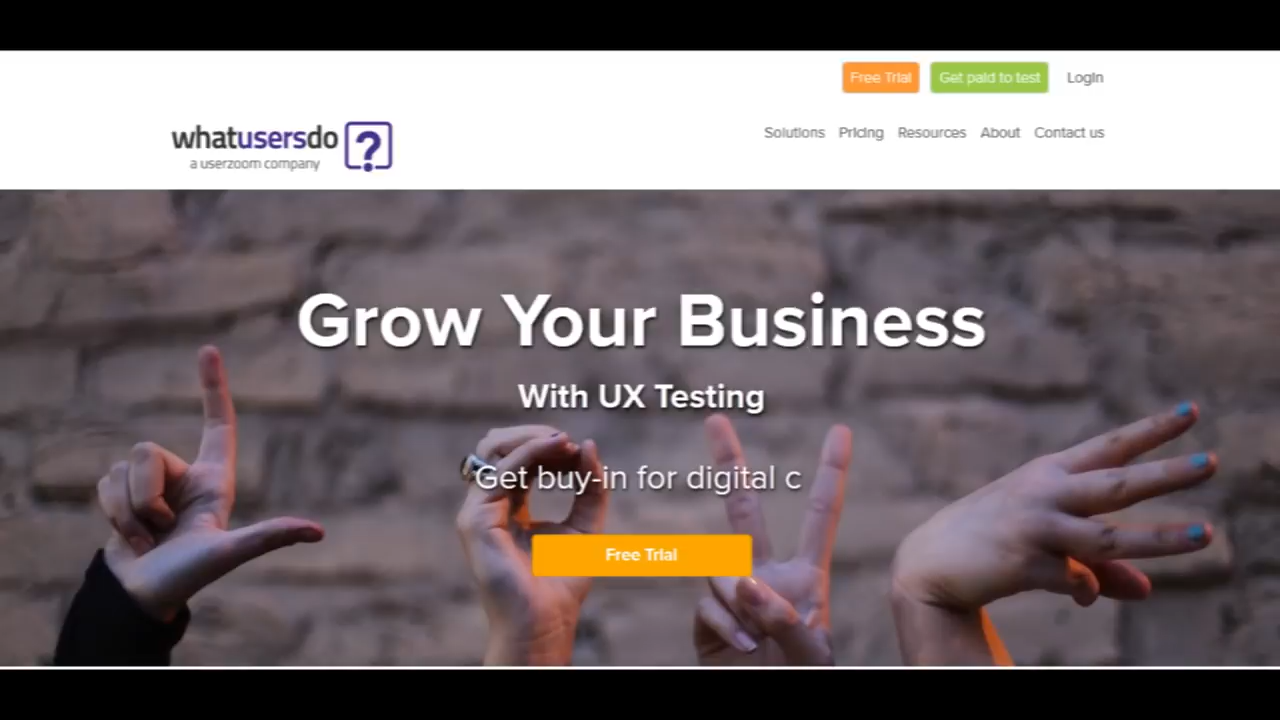 Free Trial
Get paid to test
Login
whatusersdo ?
a userzoom company
Solutions
Pricing
Resources
About
Contact us
Grow Your Business
With UX Testing
Get buy-in for digital c
Free Trial